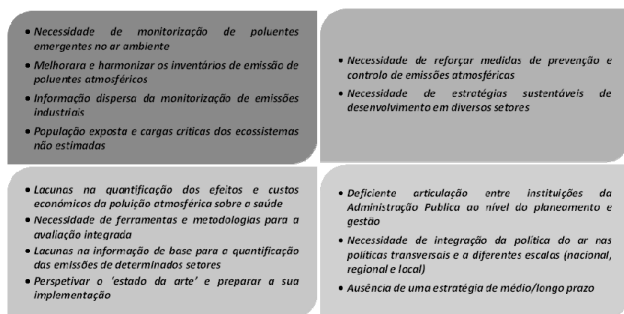 • Necessidade de monitorização de poluentes
emergentes no ar ambiente
• Melhorara e harmonizar os inventários de emissão de
poluentes atmosféricos
• Informação dispersa da monitorização de emissões
industriais
• População exposta e cargas críticas dos ecossistemas
não estimadas
• Necessidade de reforçar medidas de prevenção e
controlo de emissões atmosféricas
• Necessidade de estratégias sustentáveis de
desenvolvimento em diversos setores
• Lacunas na quantificação dos efeitos e custos
económicos da poluição atmosférica sobre a saúde
• Necessidade de ferramentas e metodologias para a
avaliação integrada
• Lacunas na informação de base para a quantificação
das emissões de determinados setores
• Perspetivar o ‘estado da arte’ e preparar a sua
implementação
• Deficiente articulação entre instituições da
Administração Publica ao nível do planeamento e
gestão
• Necessidade de integração da política do ar nas
políticas transversais e a diferentes escalas (nacional,
regional e local)
• Ausência de uma estratégia de médio/longo prazo